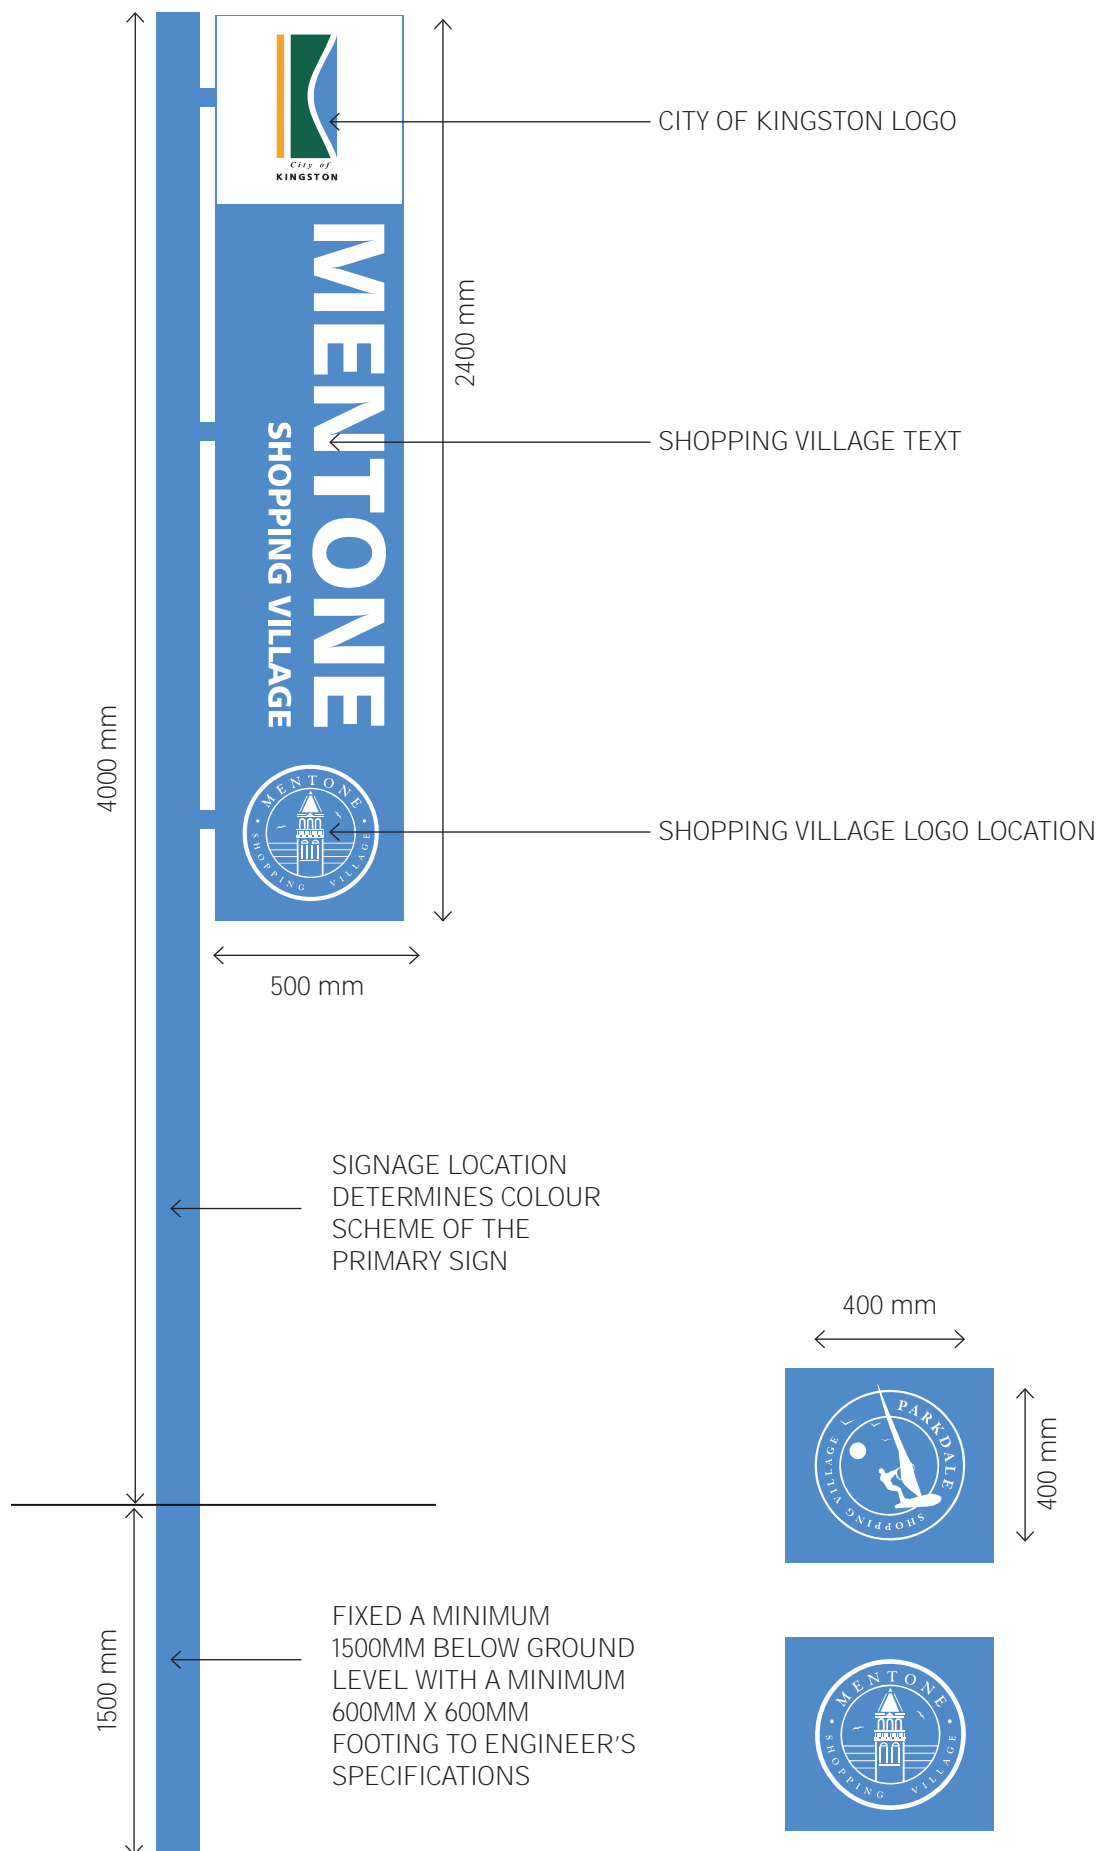 City of
KINGSTON
CITY OF KINGSTON LOGO
MENTONE
SHOPPING VILLAGE
2400 mm
SHOPPING VILLAGE TEXT
4000 mm
MENTONE
SHOPPING VILLAGE
SHOPPING VILLAGE LOGO LOCATION
500 mm
SIGNAGE LOCATION
DETERMINES COLOUR
SCHEME OF THE
PRIMARY SIGN
400 mm
PARKDALE
SHOPPING VILLAGE
400 mm
1500 mm
FIXED A MINIMUM
1500MM BELOW GROUND
LEVEL WITH A MINIMUM
600MM X 600MM
FOOTING TO ENGINEER'S
SPECIFICATIONS
MENTONE
SHOPPING VILLAGE